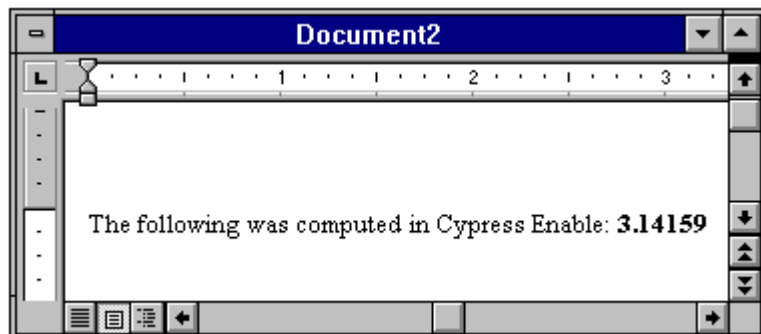 Document2
L 1 2 3
The following was computed in Cypress Enable: 3.14159